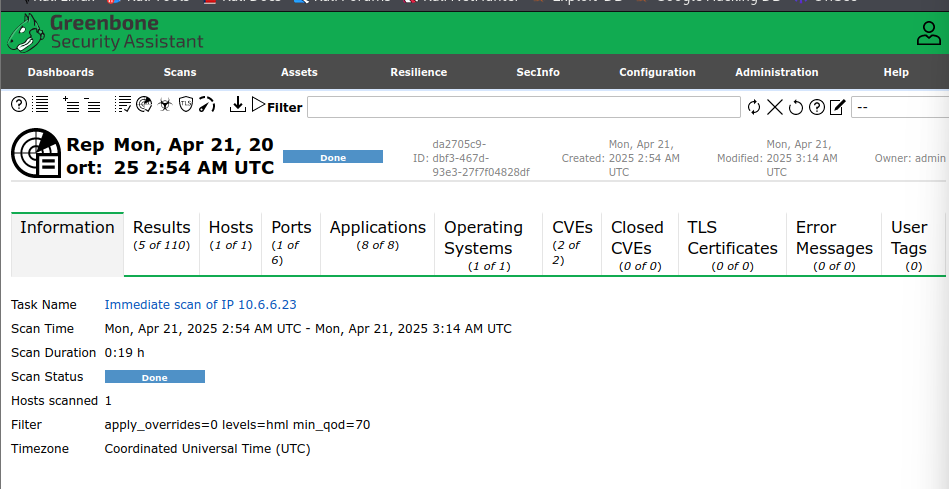 Greenbone
Security Assistant
Dashboards Scans Assets Resilience SecInfo Configuration Administration Help
TLS Filter --
Report: Mon, Apr 21, 2025 2:54 AM UTC Done ID: da2705c9-dbf3-467d-93e3-27f7f04828df Created: Mon, Apr 21, 2025 2:54 AM UTC Modified: Mon, Apr 21, 2025 3:14 AM UTC Owner: admin
Information
Results
(5 of 110)
Hosts
(1 of 1)
Ports
(1 of
6)
Applications
(8 of 8)
Operating
Systems
(1 of 1)
CVEs
(2 of
2)
Closed
CVEs
(0 of 0)
TLS
Certificates
(0 of 0)
Error
Messages
(0 of 0)
User
Tags
(0)
Task Name Immediate scan of IP 10.6.6.23
Scan Time Mon, Apr 21, 2025 2:54 AM UTC - Mon, Apr 21, 2025 3:14 AM UTC
Scan Duration 0:19 h
Scan Status Done
Hosts scanned 1
Filter apply_overrides=0 levels=hml min_qod=70
Timezone Coordinated Universal Time (UTC)